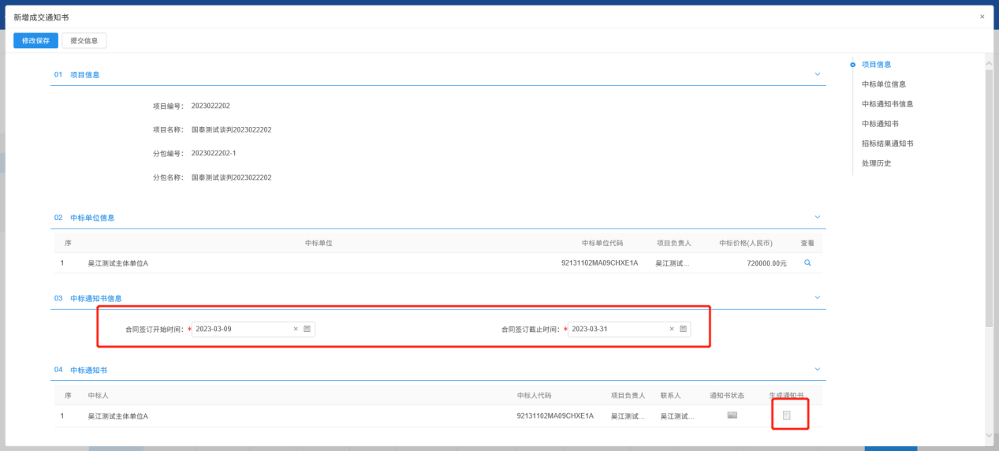 新增成交通知书
×
修改保存 提交信息
01 项目信息
项目编号： 2023022202
项目名称： 国泰测试谈判2023022202
分包编号： 2023022202-1
分包名称： 国泰测试谈判2023022202
02 中标单位信息
序 中标单位 中标单位代码 项目负责人 中标价格(人民币) 查看
1 吴江测试主体单位A 92131102MA09CHXE1A 吴江测试... 720000.00元
03 中标通知书信息
合同签订开始时间： * 2023-03-09 × 合同签订截止时间： * 2023-03-31 ×
04 中标通知书
序 中标人 中标人代码 项目负责人 联系人 通知书状态 生成通知书
1 吴江测试主体单位A 92131102MA09CHXE1A 吴江测试... 吴江测试...
项目信息
中标单位信息
中标通知书信息
中标通知书
招标结果通知书
处理历史